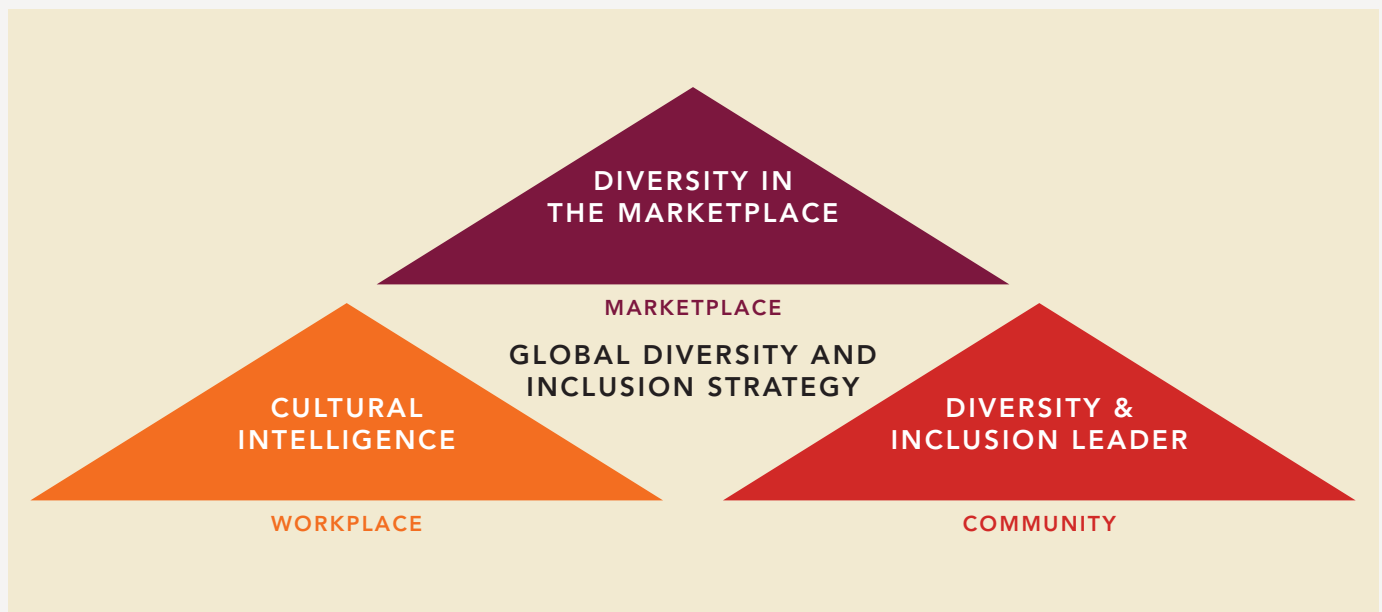 DIVERSITY IN
THE MARKETPLACE
MARKETPLACE
GLOBAL DIVERSITY AND
INCLUSION STRATEGY
CULTURAL
INTELLIGENCE
WORKPLACE
DIVERSITY &
INCLUSION LEADER
COMMUNITY